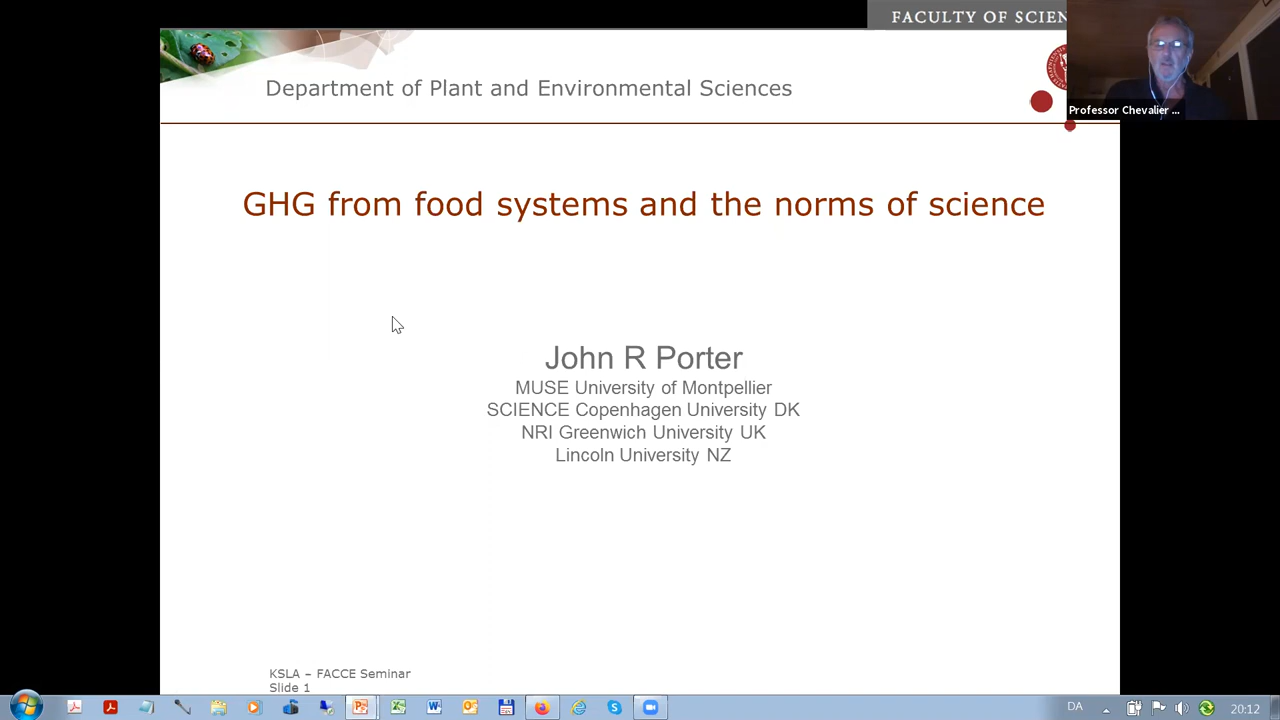 FACULTY OF SCIEN
Department of Plant and Environmental Sciences
Professor Chevalier ...
GHG from food systems and the norms of science
John R Porter
MUSE University of Montpellier
SCIENCE Copenhagen University DK
NRI Greenwich University UK
Lincoln University NZ
KSLA – FACCE Seminar
Slide 1
DA
20:12